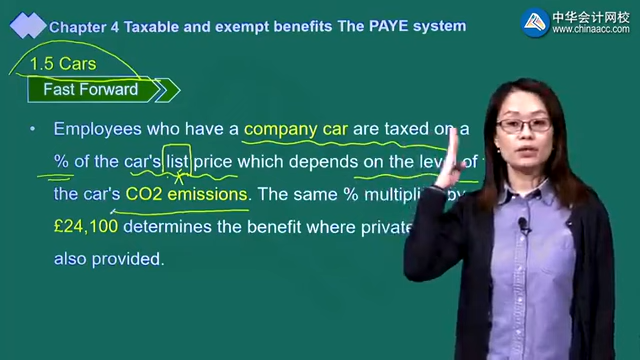 Chapter 4 Taxable and exempt benefits The PAYE system
中华会计网校
www.chinaacc.com
1.5 Cars
Fast Forward
• Employees who have a company car are taxed on a
% of the car's list price which depends on the level of
the car's CO2 emissions. The same % multiplied by
£24,100 determines the benefit where private
also provided.